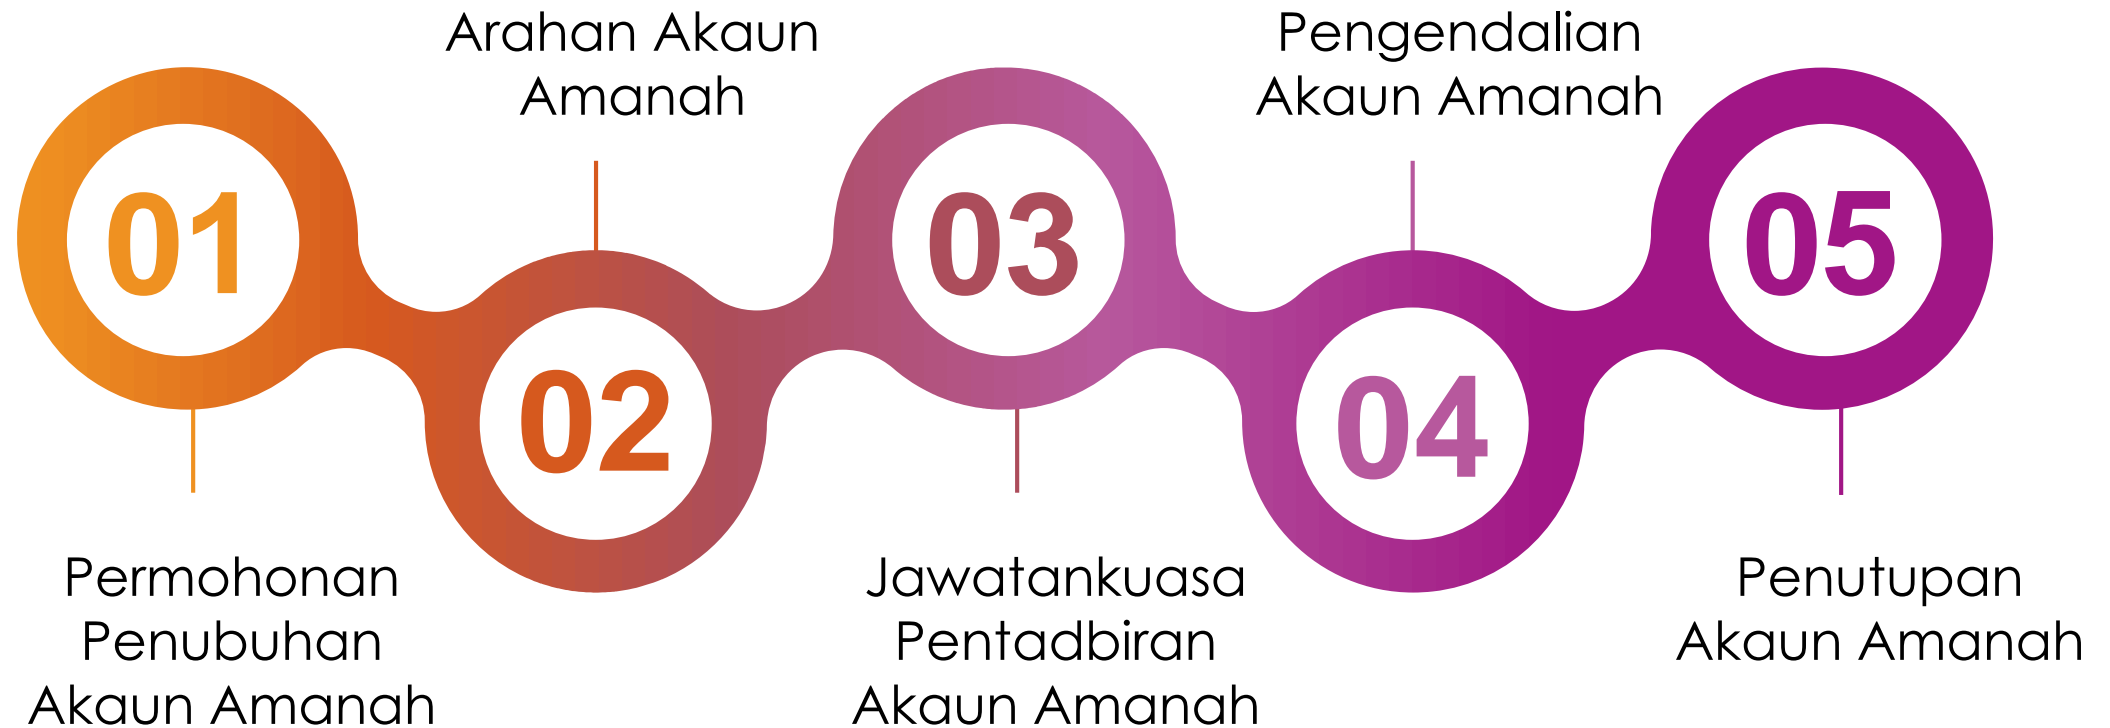 01
Permohonan
Penubuhan
Akaun Amanah
Arahan Akaun
Amanah
02
03
Jawatankuasa
Pentadbiran
Akaun Amanah
Pengendalian
Akaun Amanah
04
05
Penutupan
Akaun Amanah